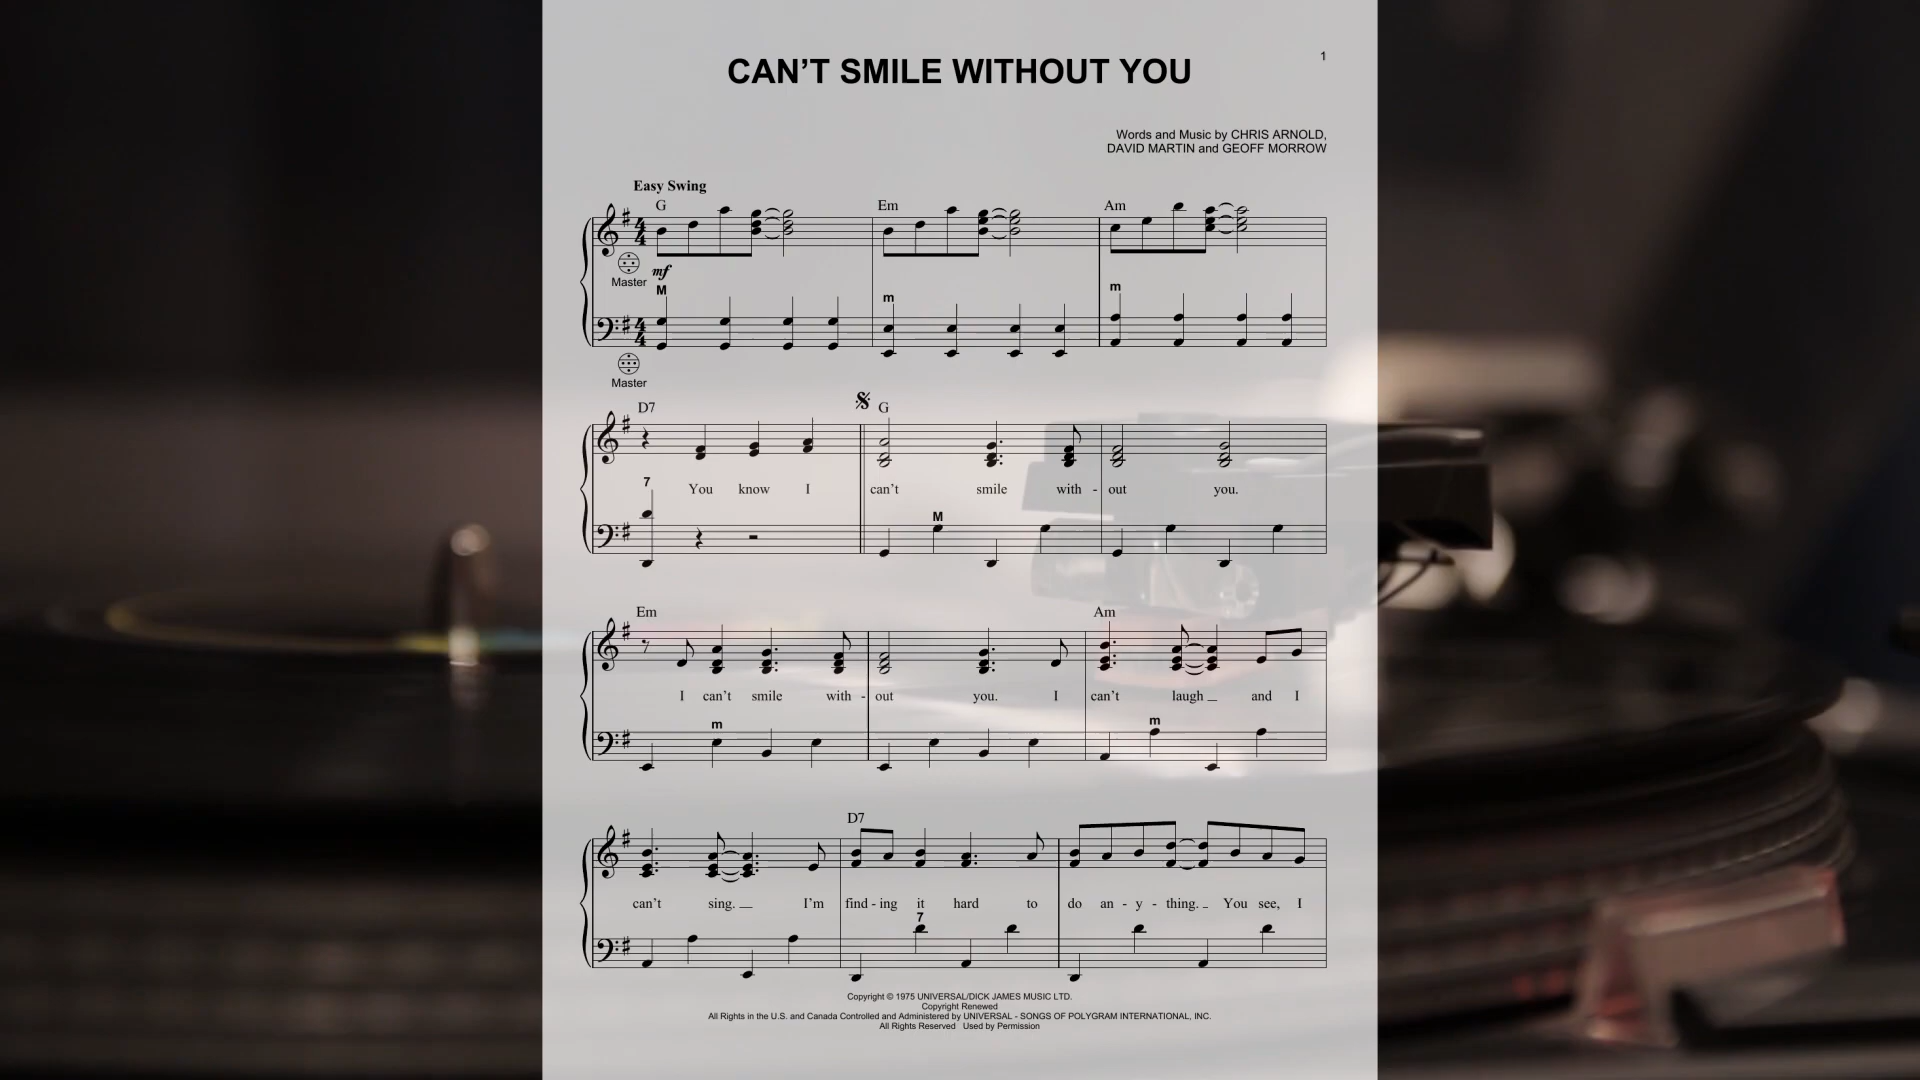 1
CAN'T SMILE WITHOUT YOU
Words and Music by CHRIS ARNOLD,
DAVID MARTIN and GEOFF MORROW
Easy Swing
G Em Am
4 4
Master
mf
M m m
4 4
Master
D7 G
You know I can't smile with - out you.
7 M
Em Am
I can't smile with - out you. I can't laugh and I
m m
D7
can't sing. I'm find - ing it hard to do an - y - thing. You see, I
7
Copyright © 1975 UNIVERSAL/DICK JAMES MUSIC LTD.
Copyright Renewed
All Rights in the U.S. and Canada Controlled and Administered by UNIVERSAL - SONGS OF POLYGRAM INTERNATIONAL, INC.
All Rights Reserved Used by Permission